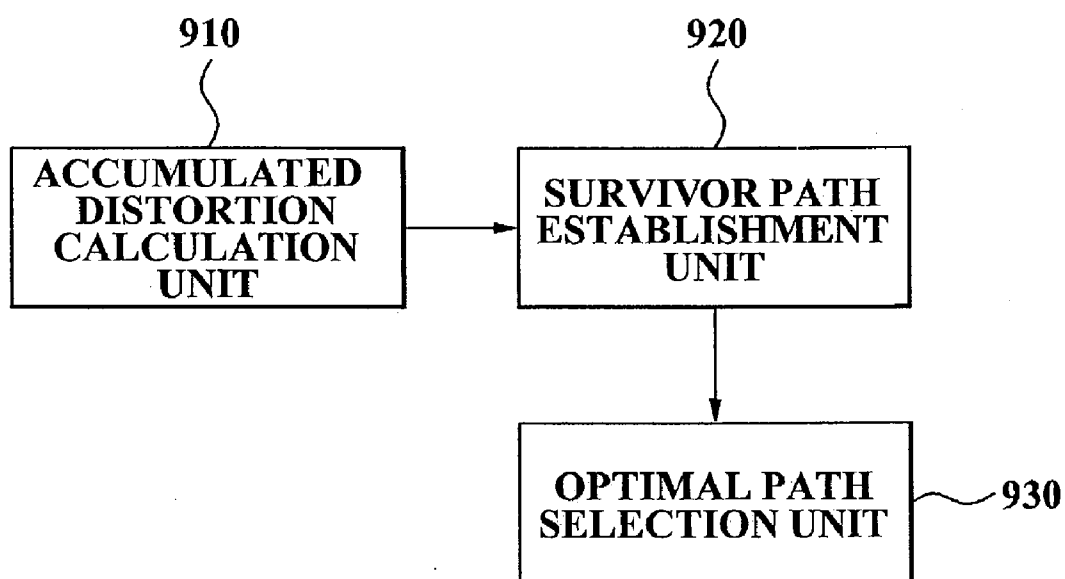 910
920
ACCUMULATED
DISTORTION
CALCULATION
UNIT
SURVIVOR PATH
ESTABLISHMENT
UNIT
OPTIMAL PATH
SELECTION UNIT
930